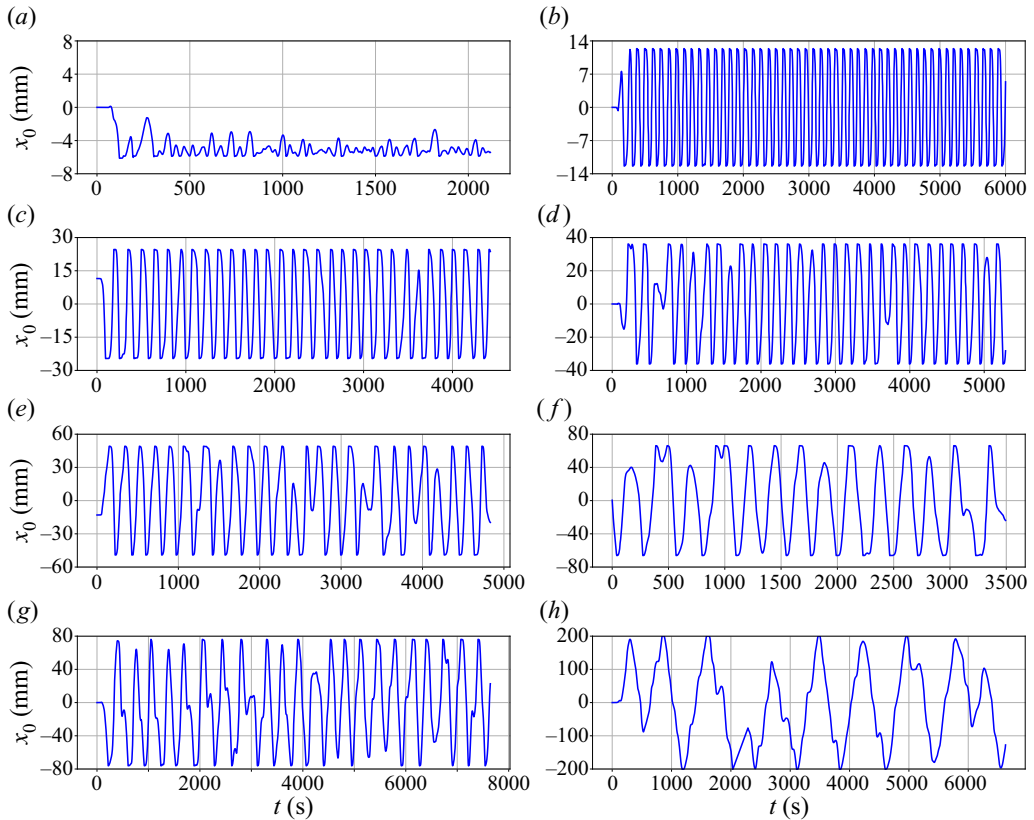 (a) (b)
8 4 0 −4 −8 x0 (mm) 0 500 1000 1500 2000
14 7 0 −7 −14 0 1000 2000 3000 4000 5000 6000
(c) (d)
30 15 0 −15 −30 x0 (mm) 0 1000 2000 3000 4000
40 20 0 −20 −40 0 1000 2000 3000 4000 5000
(e) (f)
60 30 0 −30 −60 x0 (mm) 0 1000 2000 3000 4000 5000
80 40 0 −40 −80 0 500 1000 1500 2000 2500 3000 3500
(g) (h)
80 40 0 −40 −80 x0 (mm) 0 2000 4000 6000 8000
200 100 0 −100 −200 0 1000 2000 3000 4000 5000 6000
t (s) t (s)